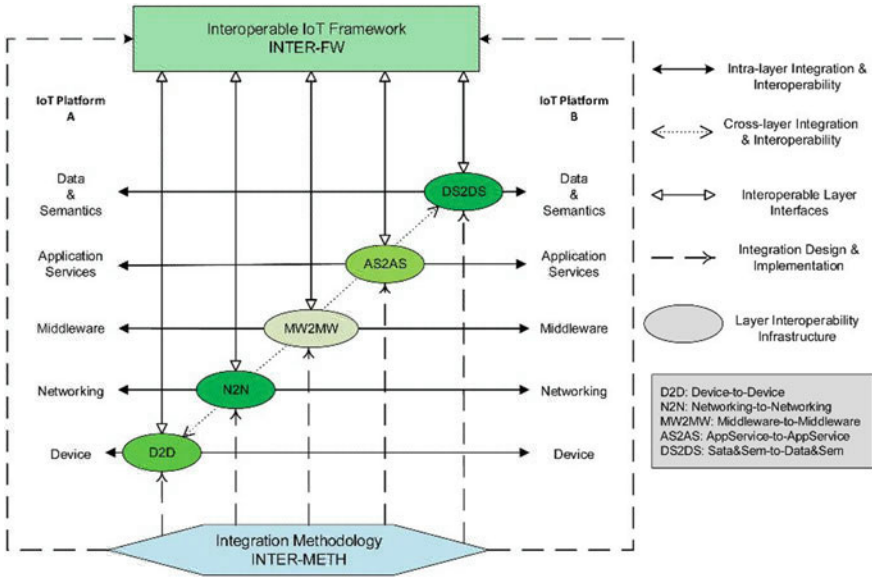 Interoperable IoT Framework
INTER-FW
IoT Platform
A
IoT Platform
B
Data
&
Semantics
DS2DS
Data
&
Semantics
Application
Services
AS2AS
Application
Services
Middleware
MW2MW
Middleware
Networking
N2N
Networking
Device
D2D
Device
Integration Methodology
INTER-METH
Intra-layer Integration &
Interoperability
Cross-layer Integration
& Interoperability
Interoperable Layer
Interfaces
Integration Design &
Implementation
Layer Interoperability
Infrastructure
D2D: Device-to-Device
N2N: Networking-to-Networking
MW2MW: Middleware-to-Middleware
AS2AS: AppService-to-AppService
DS2DS: Sata&Sem-to-Data&Sem